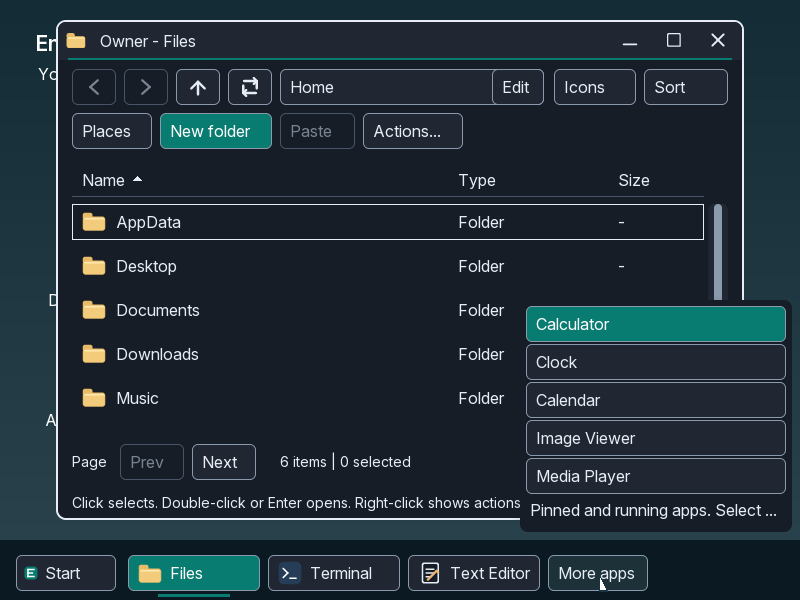 En
Yo
D
A
Owner - Files
Home
Edit
Icons
Sort
Places
New folder
Paste
Actions...
Name Type Size
AppData Folder -
Desktop Folder -
Documents Folder
Downloads Folder
Music Folder
Page Prev Next 6 items | 0 selected
Click selects. Double-click or Enter opens. Right-click shows actions
Calculator
Clock
Calendar
Image Viewer
Media Player
Pinned and running apps. Select ...
E Start
Files
Terminal
Text Editor
More apps